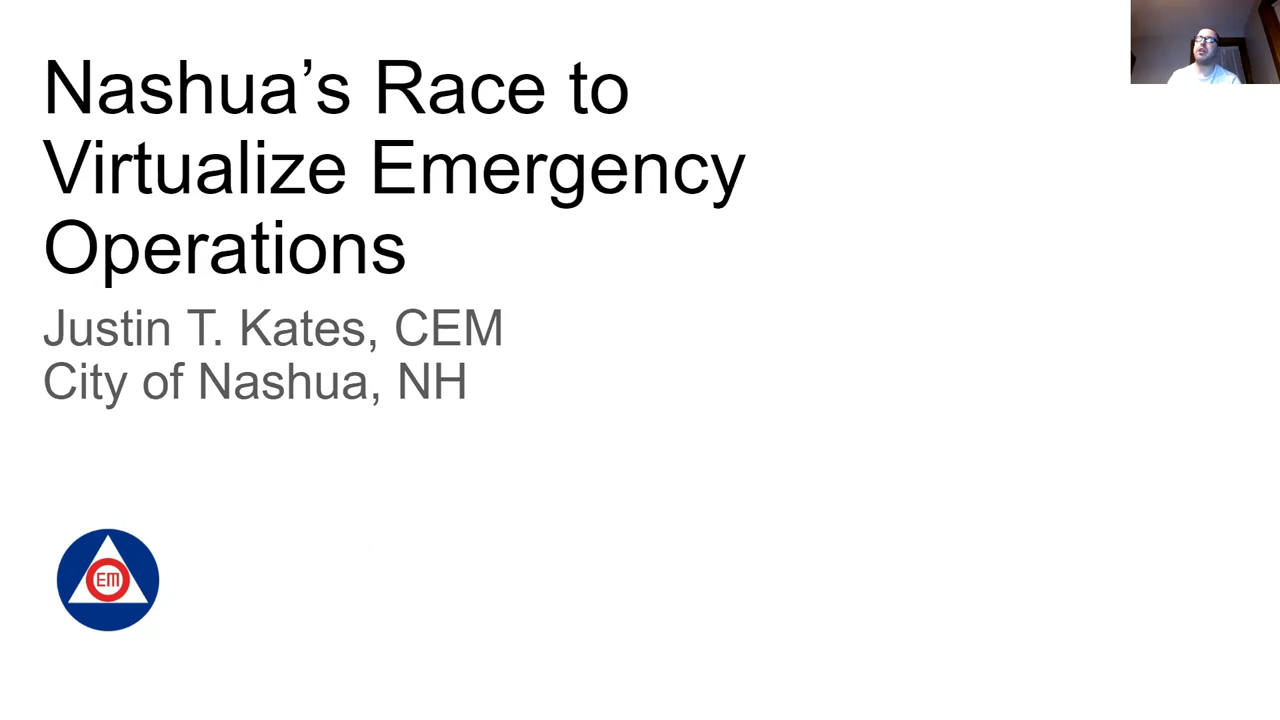 Nashua’s Race to
Virtualize Emergency
Operations
Justin T. Kates, CEM
City of Nashua, NH
EM